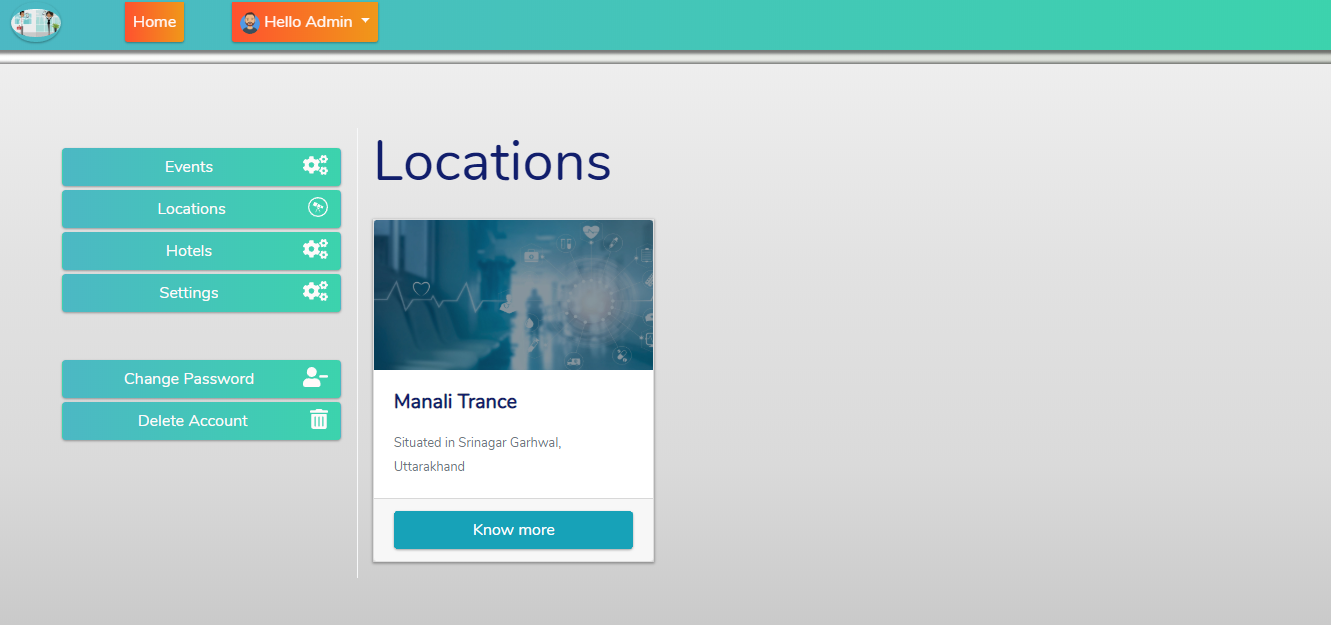 Home
Hello Admin
Events
Locations
Hotels
Settings
Change Password
Delete Account
Locations
Manali Trance
Situated in Srinagar Garhwal,
Uttarakhand
Know more